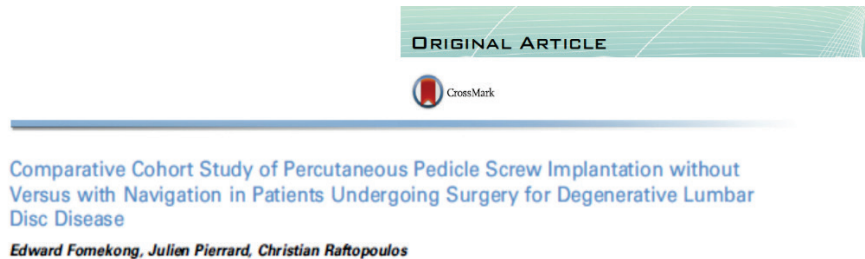 ORIGINAL ARTICLE
CrossMark
Comparative Cohort Study of Percutaneous Pedicle Screw Implantation without
Versus with Navigation in Patients Undergoing Surgery for Degenerative Lumbar
Disc Disease
Edward Fomekong, Julien Pierrard, Christian Raftopoulos